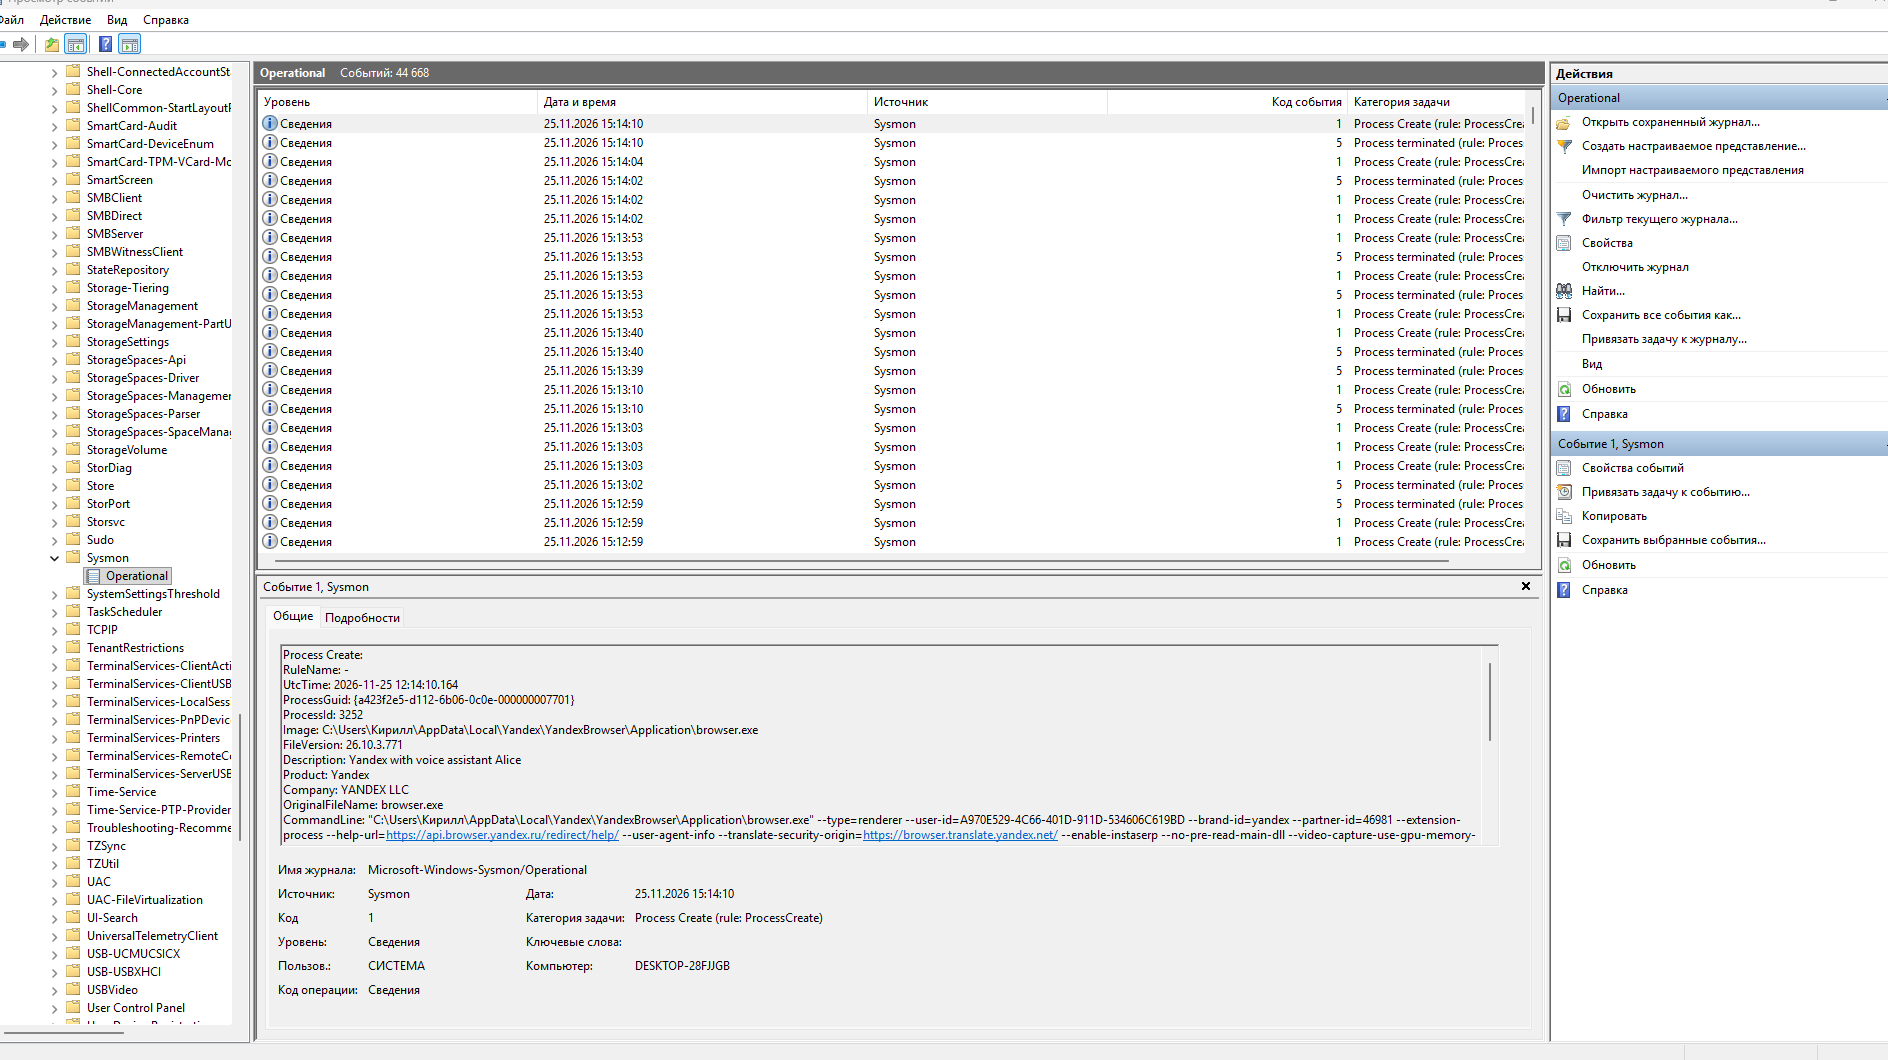 Файл Действие Вид Справка
Shell-ConnectedAccountSt
Shell-Core
ShellCommon-StartLayoutF
SmartCard-Audit
SmartCard-DeviceEnum
SmartCard-TPM-VCard-Mc
SmartScreen
SMBClient
SMBDirect
SMBServer
SMBWitnessClient
StateRepository
Storage-Tiering
StorageManagement
StorageManagement-PartU
StorageSettings
StorageSpaces-Api
StorageSpaces-Driver
StorageSpaces-Managemer
StorageSpaces-Parser
StorageSpaces-SpaceManag
StorageVolume
StorDiag
Store
StorPort
Storsvc
Sudo
Sysmon
Operational
SystemSettingsThreshold
TaskScheduler
TCPIP
TenantRestrictions
TerminalServices-ClientActi
TerminalServices-ClientUSB
TerminalServices-LocalSess
TerminalServices-PnPDevic
TerminalServices-Printers
TerminalServices-RemoteCo
TerminalServices-ServerUSB
Time-Service
Time-Service-PTP-Provider
Troubleshooting-Recomme
TZSync
TZUtil
UAC
UAC-FileVirtualization
UI-Search
UniversalTelemetryClient
USB-UCMUCSICX
USB-USBXHCI
USBVideo
User Control Panel
Operational Событий: 44 668
Уровень Дата и время Источник Код события Категория задачи
Сведения 25.11.2026 15:14:10 Sysmon 1 Process Create (rule: ProcessCrea
Сведения 25.11.2026 15:14:10 Sysmon 5 Process terminated (rule: Proces
Сведения 25.11.2026 15:14:04 Sysmon 1 Process Create (rule: ProcessCrea
Сведения 25.11.2026 15:14:02 Sysmon 5 Process terminated (rule: Proces
Сведения 25.11.2026 15:14:02 Sysmon 1 Process Create (rule: ProcessCrea
Сведения 25.11.2026 15:14:02 Sysmon 1 Process Create (rule: ProcessCrea
Сведения 25.11.2026 15:13:53 Sysmon 1 Process Create (rule: ProcessCrea
Сведения 25.11.2026 15:13:53 Sysmon 5 Process terminated (rule: Proces
Сведения 25.11.2026 15:13:53 Sysmon 1 Process Create (rule: ProcessCrea
Сведения 25.11.2026 15:13:53 Sysmon 5 Process terminated (rule: Proces
Сведения 25.11.2026 15:13:53 Sysmon 1 Process Create (rule: ProcessCrea
Сведения 25.11.2026 15:13:40 Sysmon 1 Process Create (rule: ProcessCrea
Сведения 25.11.2026 15:13:40 Sysmon 5 Process terminated (rule: Proces
Сведения 25.11.2026 15:13:39 Sysmon 5 Process terminated (rule: Proces
Сведения 25.11.2026 15:13:10 Sysmon 1 Process Create (rule: ProcessCrea
Сведения 25.11.2026 15:13:10 Sysmon 5 Process terminated (rule: Proces
Сведения 25.11.2026 15:13:03 Sysmon 1 Process Create (rule: ProcessCrea
Сведения 25.11.2026 15:13:03 Sysmon 1 Process Create (rule: ProcessCrea
Сведения 25.11.2026 15:13:03 Sysmon 1 Process Create (rule: ProcessCrea
Сведения 25.11.2026 15:13:02 Sysmon 5 Process terminated (rule: Proces
Сведения 25.11.2026 15:12:59 Sysmon 5 Process terminated (rule: Proces
Сведения 25.11.2026 15:12:59 Sysmon 1 Process Create (rule: ProcessCrea
Сведения 25.11.2026 15:12:59 Sysmon 1 Process Create (rule: ProcessCrea
Событие 1, Sysmon
Общие Подробности
Process Create:
RuleName: -
UtcTime: 2026-11-25 12:14:10.164
ProcessGuid: {a423f2e5-d112-6b06-0c0e-000000007701}
ProcessId: 3252
Image: C:\Users\Кирилл\AppData\Local\Yandex\YandexBrowser\Application\browser.exe
FileVersion: 26.10.3.771
Description: Yandex with voice assistant Alice
Product: Yandex
Company: YANDEX LLC
OriginalFileName: browser.exe
CommandLine: "C:\Users\Кирилл\AppData\Local\Yandex\YandexBrowser\Application\browser.exe" --type=renderer --user-id=A970E529-4C66-401D-911D-534606C619BD --brand-id=yandex --partner-id=46981 --extension-
process --help-url=https://api.browser.yandex.ru/redirect/help/ --user-agent-info --translate-security-origin=https://browser.translate.yandex.net/ --enable-instaserp --no-pre-read-main-dll --video-capture-use-gpu-memory-
Имя журнала: Microsoft-Windows-Sysmon/Operational
Источник: Sysmon Дата: 25.11.2026 15:14:10
Код 1 Категория задачи: Process Create (rule: ProcessCreate)
Уровень: Сведения Ключевые слова:
Пользов.: СИСТЕМА Компьютер: DESKTOP-28FJJGB
Код операции: Сведения
Действия
Operational
Открыть сохраненный журнал...
Создать настраиваемое представление...
Импорт настраиваемого представления
Очистить журнал...
Фильтр текущего журнала...
Свойства
Отключить журнал
Найти...
Сохранить все события как...
Привязать задачу к журналу...
Вид
Обновить
Справка
Событие 1, Sysmon
Свойства событий
Привязать задачу к событию...
Копировать
Сохранить выбранные события...
Обновить
Справка